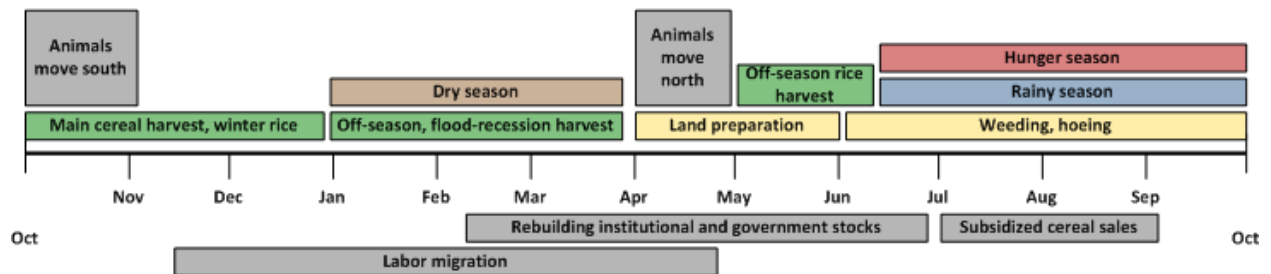 Animals
move south
Animals
move
north
Hunger season
Off-season rice
harvest
Dry season
Rainy season
Main cereal harvest, winter rice
Off-season, flood-recession harvest
Land preparation
Weeding, hoeing
Nov
Dec
Jan
Feb
Mar
Apr
May
Jun
Jul
Aug
Sep
Oct
Oct
Rebuilding institutional and government stocks
Subsidized cereal sales
Labor migration